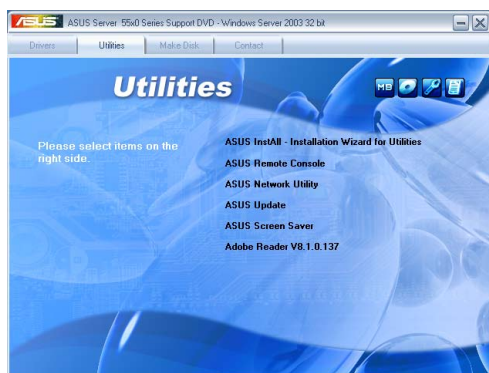 ASUS ASUS Server 55x0 Series Support DVD - Windows Server 2003 32 bit
Drivers Utilities Make Disk Contact
Utilities
MB
Please select items on the
right side.
ASUS InstAll - Installation Wizard for Utilities
ASUS Remote Console
ASUS Network Utility
ASUS Update
ASUS Screen Saver
Adobe Reader V8.1.0.137